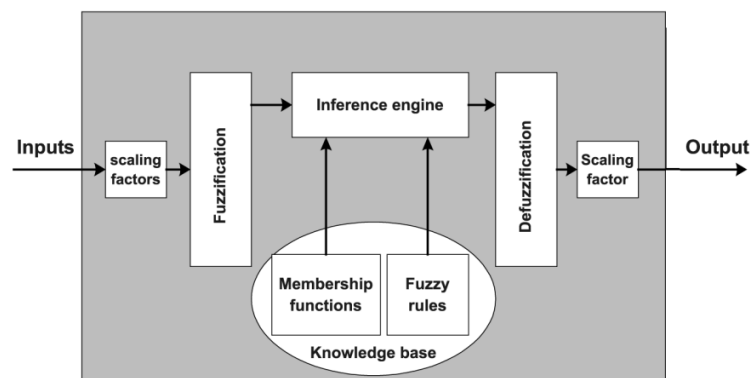 Inputs
scaling
factors
Fuzzification
Inference engine
Defuzzification
Scaling
factor
Output
Membership
functions
Fuzzy
rules
Knowledge base